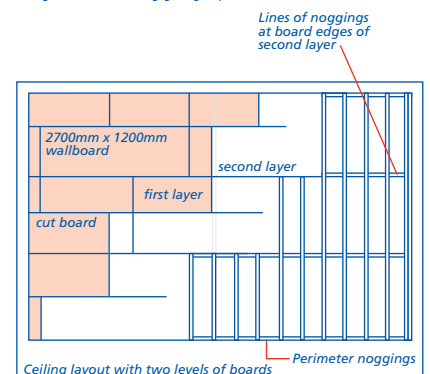 Lines of noggings
at board edges of
second layer
2700mm x 1200mm
wallboard
second layer
first layer
cut board
Perimeter noggings
Ceiling layout with two levels of boards